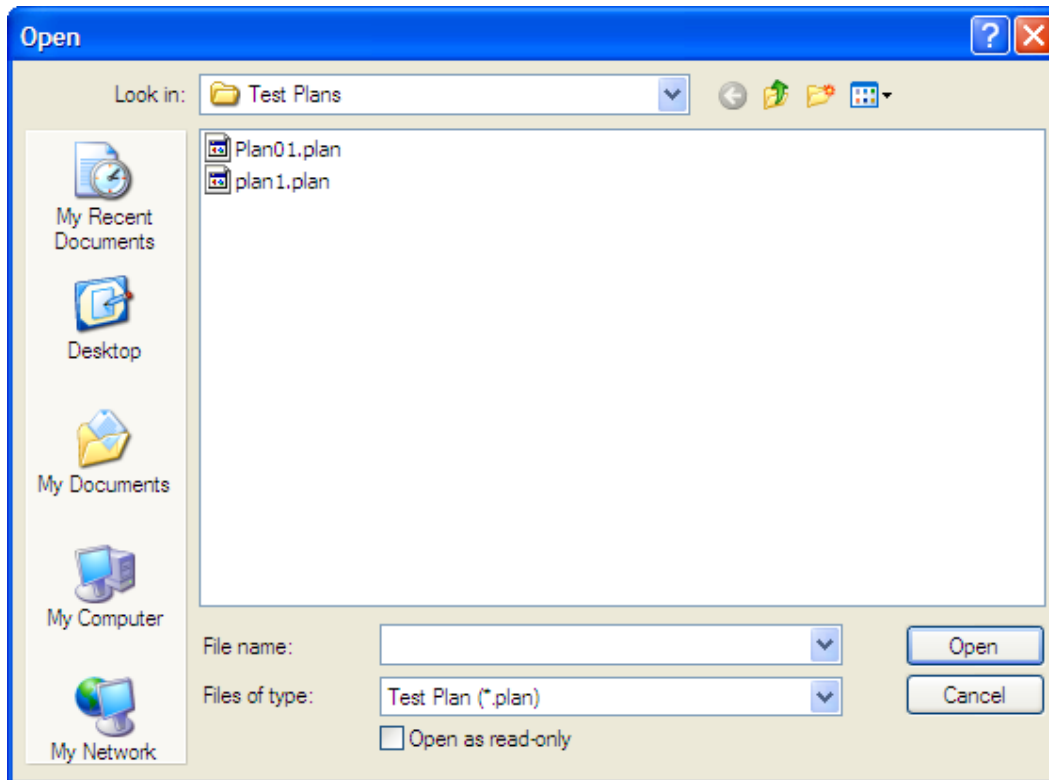 Open
Look in: Test Plans
Plan01.plan
plan1.plan
My Recent
Documents
Desktop
My Documents
My Computer
My Network
File name:
Open
Files of type: Test Plan (*.plan)
Cancel
Open as read-only